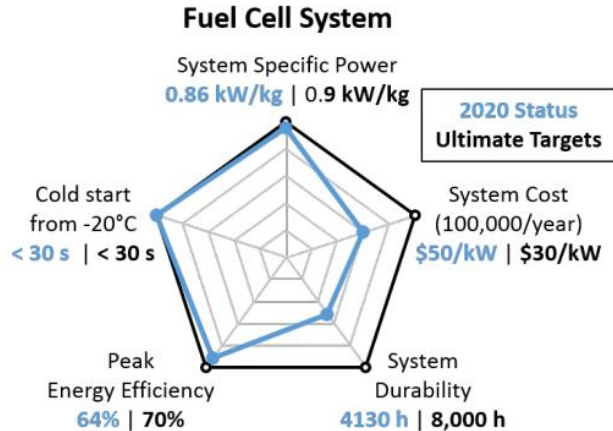 Fuel Cell System
System Specific Power
0.86 kW/kg | 0.9 kW/kg
2020 Status
Ultimate Targets
Cold start
from -20°C
< 30 s | < 30 s
System Cost
(100,000/year)
$50/kW | $30/kW
Peak
Energy Efficiency
64% | 70%
System
Durability
4130 h | 8,000 h